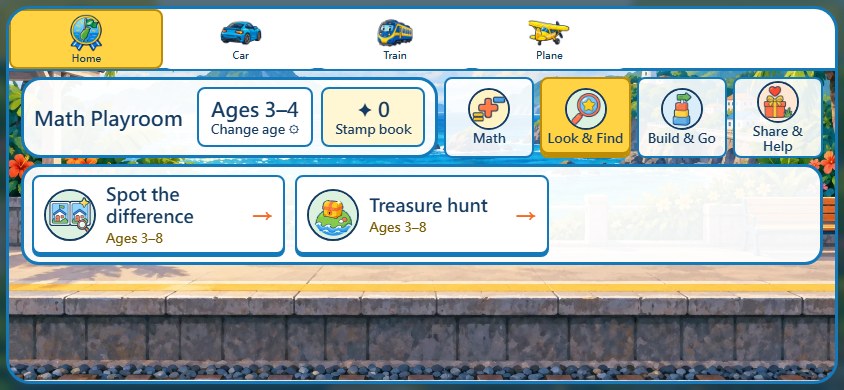 Home
Car
Train
Plane
Math Playroom
Ages 3–4
Change age ⚙
✦ 0
Stamp book
Math
Look & Find
Build & Go
Share &
Help
Spot the
difference
Ages 3–8
→
Treasure hunt
Ages 3–8
→